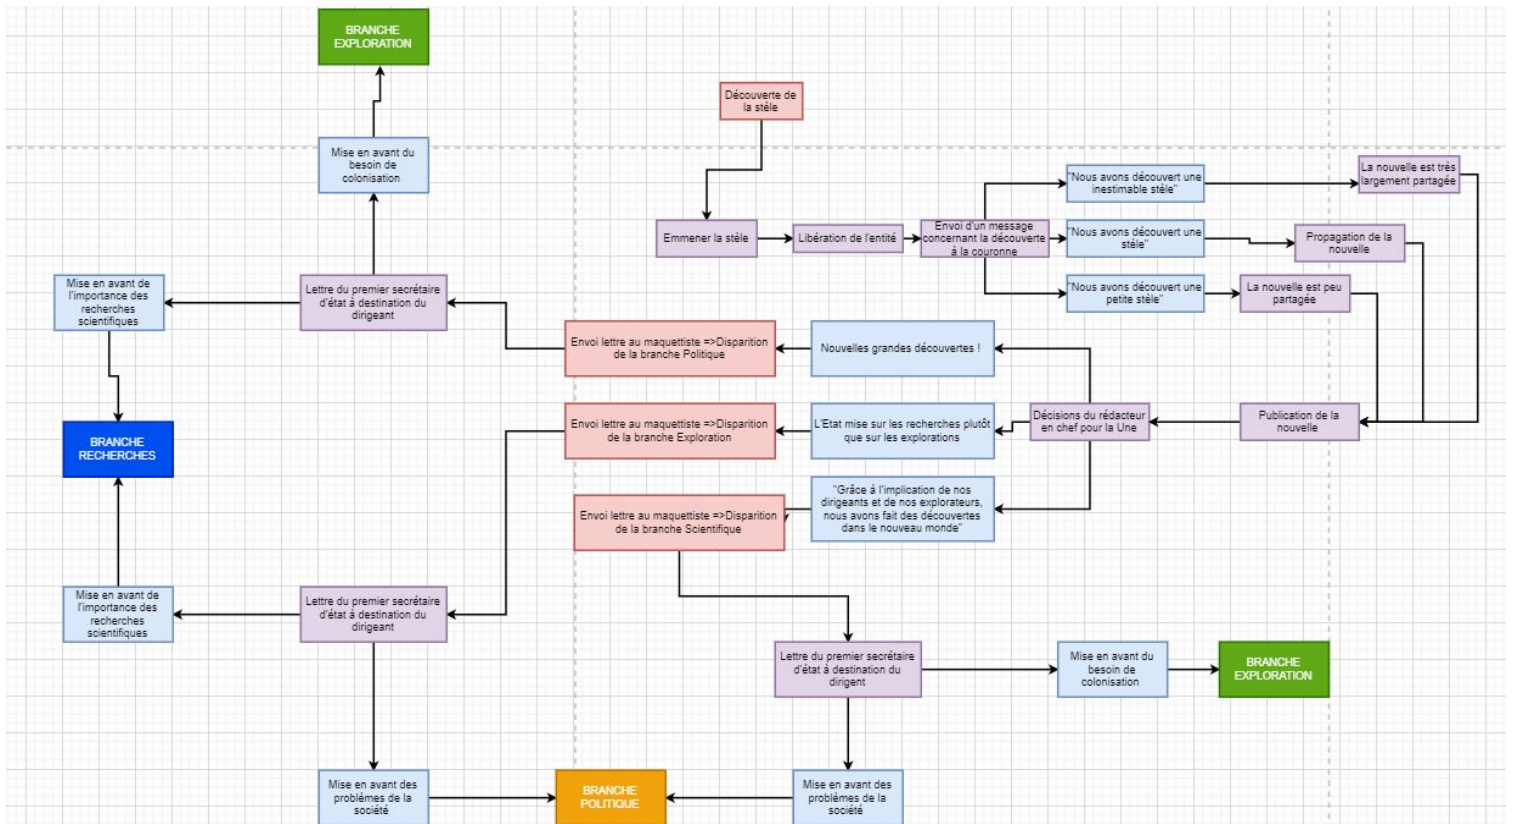 BRANCHE
EXPLORATION
Découverte de
la stèle
Mise en avant du
besoin de
colonisation
"Nous avons découvert une
inestimable stèle"
La nouvelle est très
largement partagée
Emmener la stèle
Libération de l'entité
Envoi d'un message
concernant la découverte
à la couronne
"Nous avons découvert une
stèle"
Propagation de la
nouvelle
"Nous avons découvert une
petite stèle"
La nouvelle est peu
partagée
Mise en avant de
l'importance des
recherches
scientifiques
Lettre du premier secrétaire
d'état à destination du
dirigeant
Envoi lettre au maquettiste =>Disparition
de la branche Politique
Nouvelles grandes découvertes !
BRANCHE
RECHERCHES
Envoi lettre au maquettiste =>Disparition
de la branche Exploration
L'Etat mise sur les recherches plutôt
que sur les explorations
Décisions du rédacteur
en chef pour la Une
Publication de la
nouvelle
Envoi lettre au maquettiste =>Disparition
de la branche Scientifique
"Grâce à l'implication de nos
dirigeants et de nos explorateurs,
nous avons fait des découvertes
dans le nouveau monde"
Mise en avant de
l'importance des
recherches
scientifiques
Lettre du premier secrétaire
d'état à destination du
dirigeant
Lettre du premier secrétaire
d'état à destination du
dirigent
Mise en avant du
besoin de
colonisation
BRANCHE
EXPLORATION
Mise en avant des
problèmes de la
société
BRANCHE
POLITIQUE
Mise en avant des
problèmes de la
société